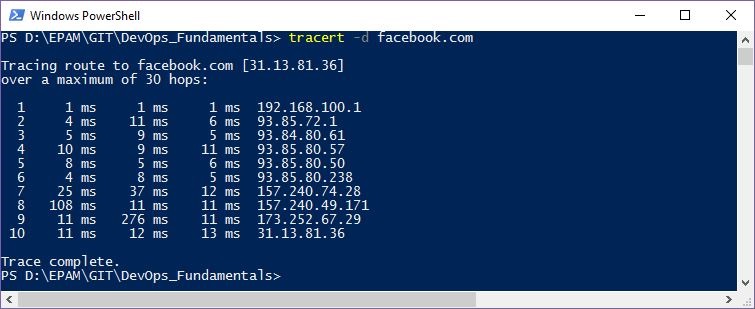 Windows PowerShell
PS D:\EPAM\GIT\DevOps_Fundamentals> tracert -d facebook.com
Tracing route to facebook.com [31.13.81.36]
over a maximum of 30 hops:
1 1 ms 1 ms 1 ms 192.168.100.1
2 4 ms 11 ms 6 ms 93.85.72.1
3 5 ms 9 ms 5 ms 93.84.80.61
4 10 ms 9 ms 11 ms 93.85.80.57
5 8 ms 5 ms 6 ms 93.85.80.50
6 4 ms 8 ms 5 ms 93.85.80.238
7 25 ms 37 ms 12 ms 157.240.74.28
8 108 ms 11 ms 11 ms 157.240.49.171
9 11 ms 276 ms 11 ms 173.252.67.29
10 11 ms 12 ms 13 ms 31.13.81.36
Trace complete.
PS D:\EPAM\GIT\DevOps_Fundamentals>